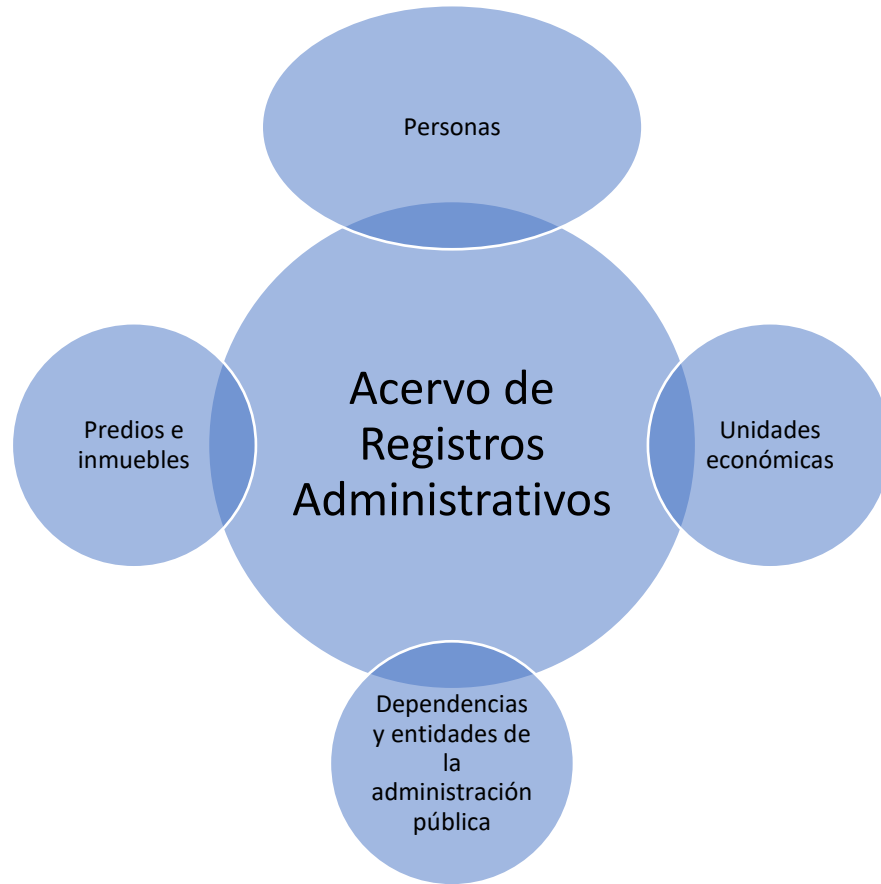 Personas
Acervo de
Registros
Administrativos
Predios e
inmuebles
Unidades
económicas
Dependencias
y entidades de
la
administración
pública